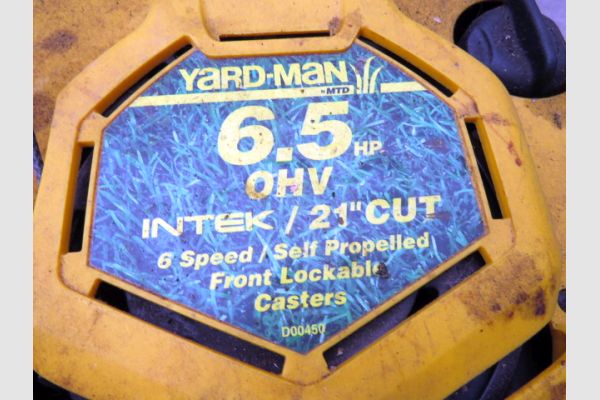 YARD-MAN
BY MTD
6.5 HP
OHV
INTEK / 21" CUT
6 Speed / Self Propelled
Front Lockable
Casters
D00450